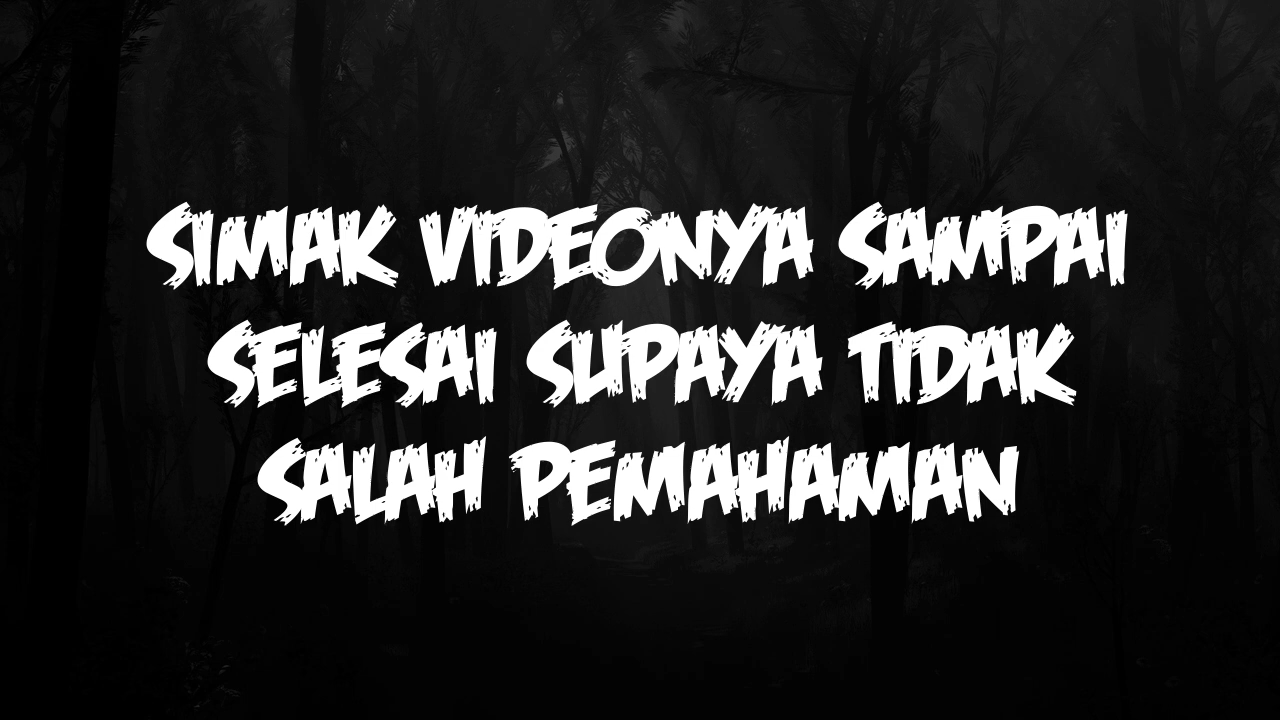 SIMAK VIDEONYA SAMPAI
SELESAI SUPAYA TIDAK
SALAH PEMAHAMAN